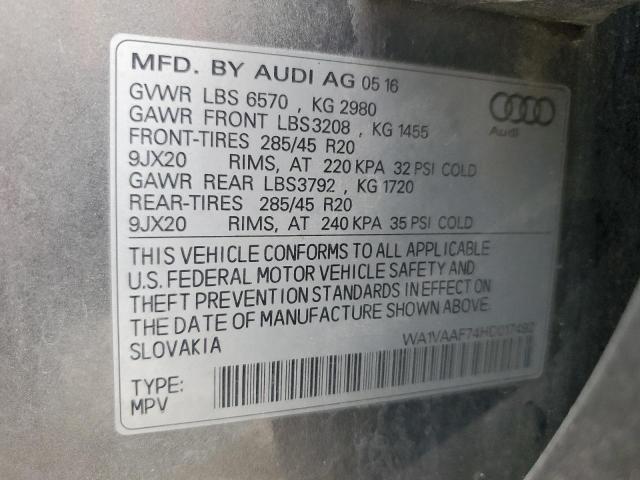 MFD. BY AUDI AG 05 16
GVWR LBS 6570 , KG 2980
GAWR FRONT LBS3208 , KG 1455
FRONT-TIRES 285/45 R20
9JX20 RIMS, AT 220 KPA 32 PSI COLD
GAWR REAR LBS3792 , KG 1720
REAR-TIRES 285/45 R20
9JX20 RIMS, AT 240 KPA 35 PSI COLD
Audi
THIS VEHICLE CONFORMS TO ALL APPLICABLE
U.S. FEDERAL MOTOR VEHICLE SAFETY AND
THEFT PREVENTION STANDARDS IN EFFECT ON
THE DATE OF MANUFACTURE SHOWN ABOVE.
SLOVAKIA
WA1VAAF74HD017492
TYPE:
MPV